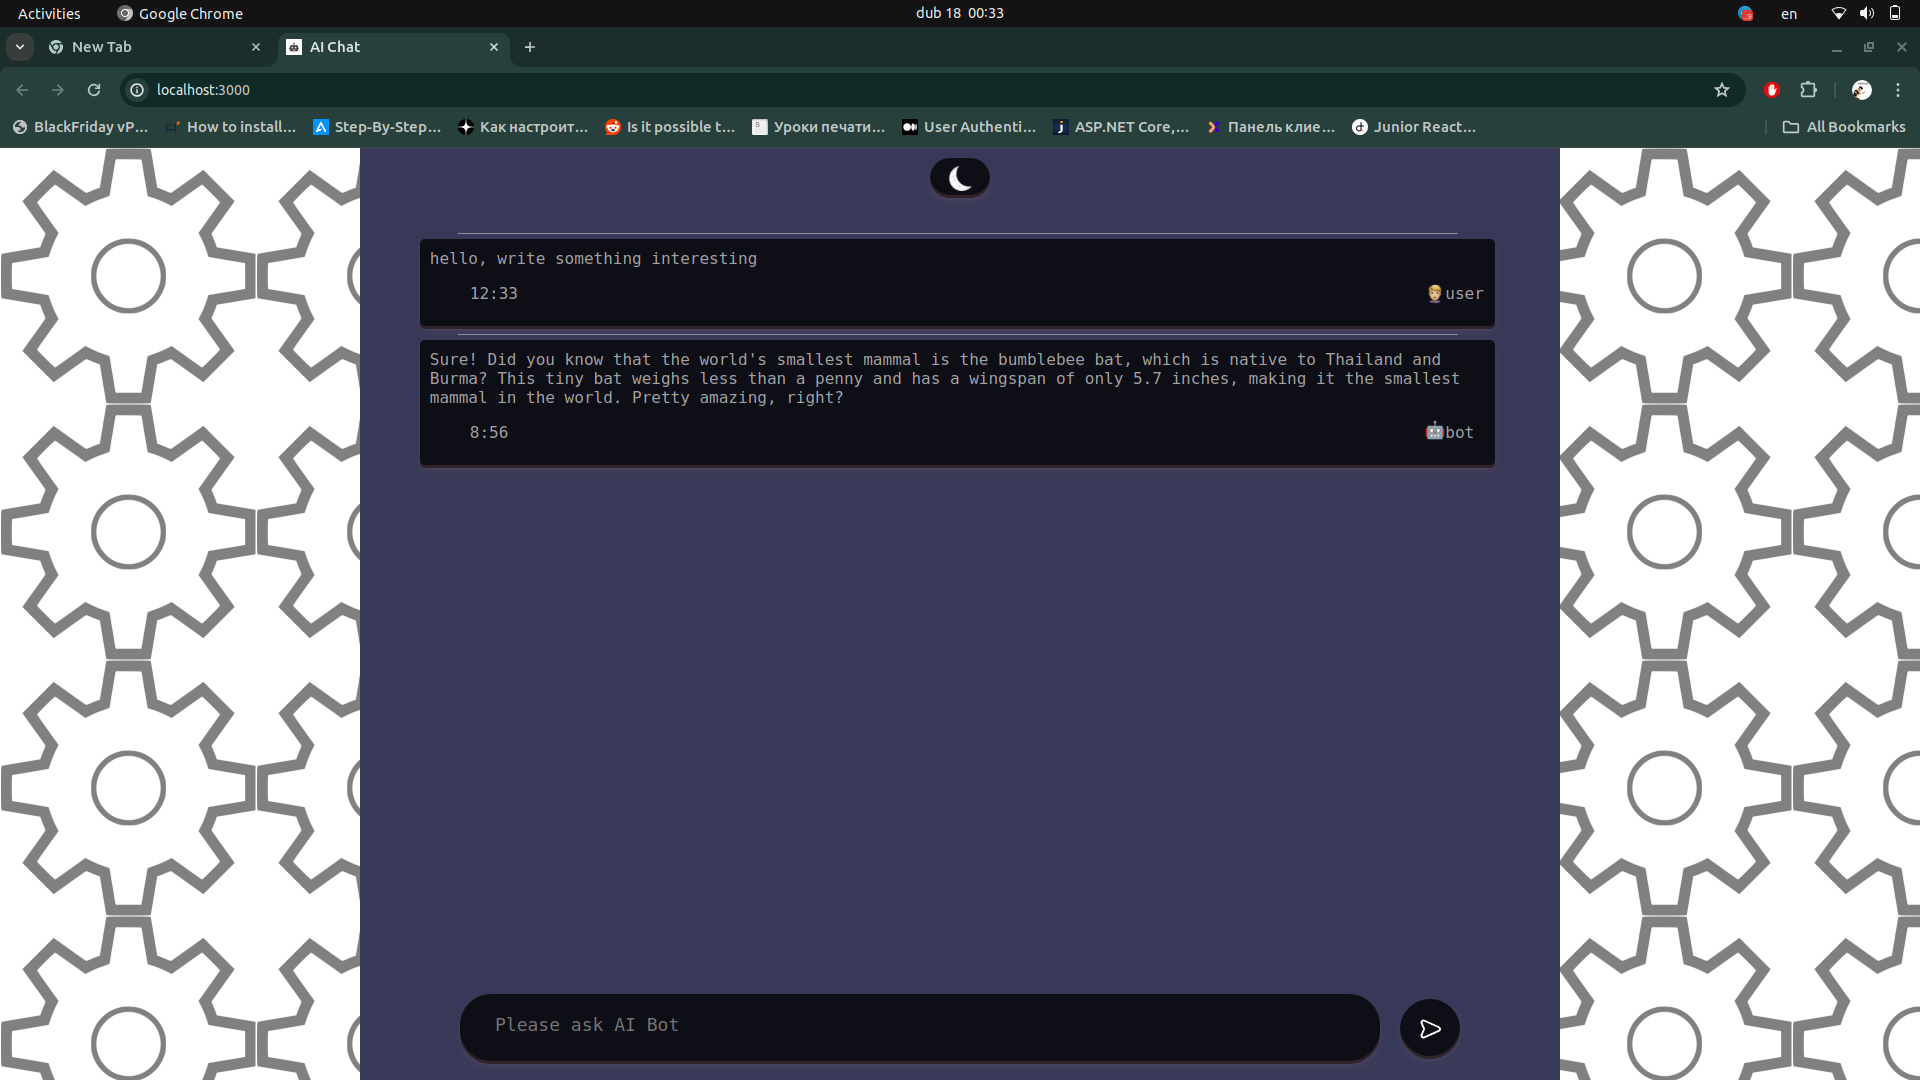 Activities Google Chrome dub 18 00:33 en
New Tab AI Chat
localhost:3000
BlackFriday vP... How to install... Step-By-Step... Как настроит... Is it possible t... Уроки печати... User Authenti... ASP.NET Core,... Панель клие... Junior React... All Bookmarks
hello, write something interesting
12:33 user
Sure! Did you know that the world's smallest mammal is the bumblebee bat, which is native to Thailand and
Burma? This tiny bat weighs less than a penny and has a wingspan of only 5.7 inches, making it the smallest
mammal in the world. Pretty amazing, right?
8:56 bot
Please ask AI Bot